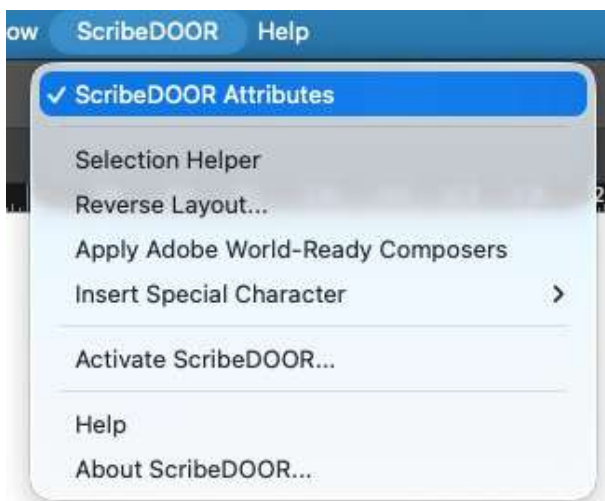 ow ScribeDOOR Help
✓ ScribeDOOR Attributes
Selection Helper
Reverse Layout...
Apply Adobe World-Ready Composers
Insert Special Character >
Activate ScribeDOOR...
Help
About ScribeDOOR...